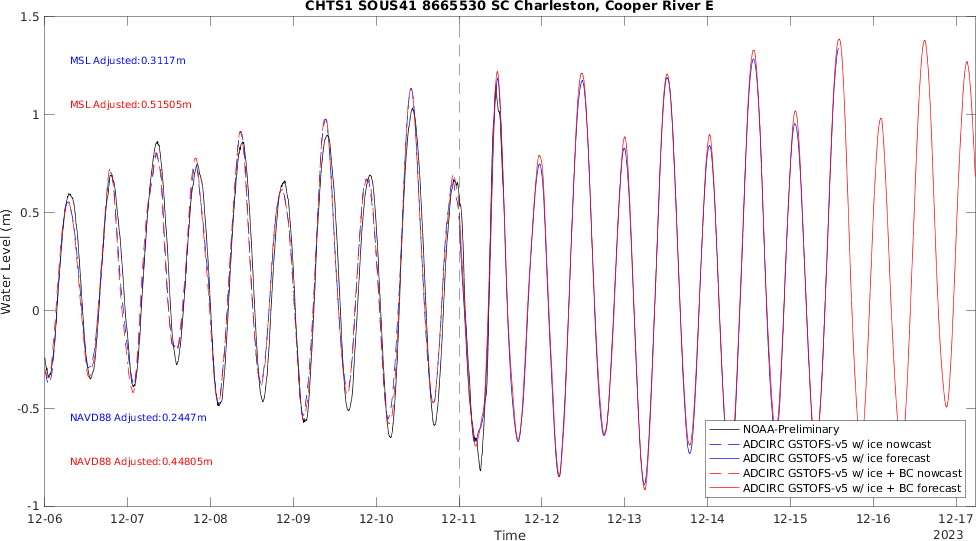 CHTS1 SOUS41 8665530 SC Charleston, Cooper River E
1.5
MSL Adjusted:0.3117m
MSL Adjusted:0.51505m
1
0.5
Water Level (m)
0
-0.5
NAVD88 Adjusted:0.2447m
NAVD88 Adjusted:0.44805m
-1
NOAA-Preliminary
ADCIRC GSTOFS-v5 w/ ice nowcast
ADCIRC GSTOFS-v5 w/ ice forecast
ADCIRC GSTOFS-v5 w/ ice + BC nowcast
ADCIRC GSTOFS-v5 w/ ice + BC forecast
12-06 12-07 12-08 12-09 12-10 12-11 12-12 12-13 12-14 12-15 12-16 12-17
Time
2023